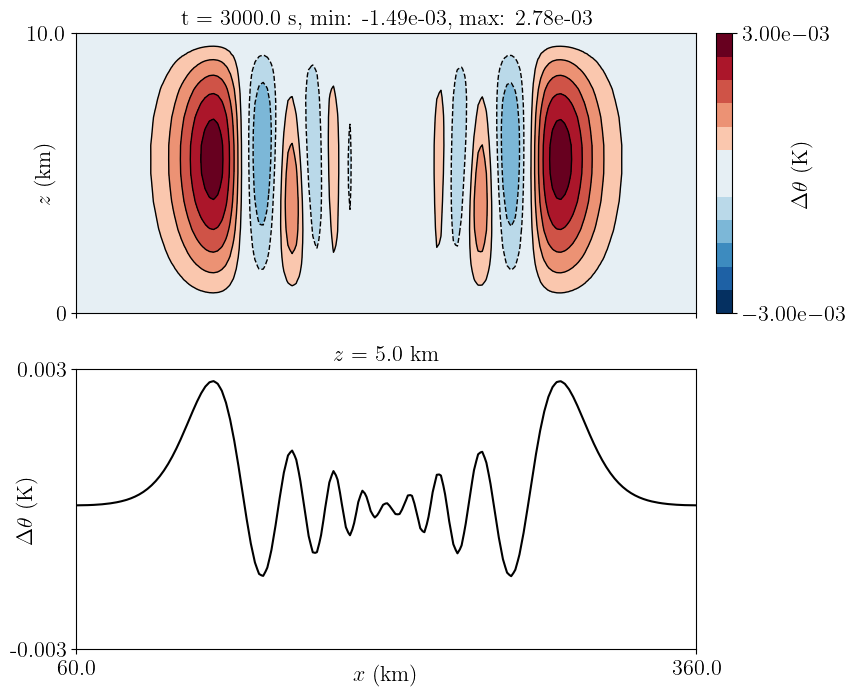 t = 3000.0 s, min: -1.49e-03, max: 2.78e-03
10.0
z (km)
0
3.00e−03
Δθ (K)
−3.00e−03
z = 5.0 km
0.003
Δθ (K)
-0.003
60.0
x (km)
360.0